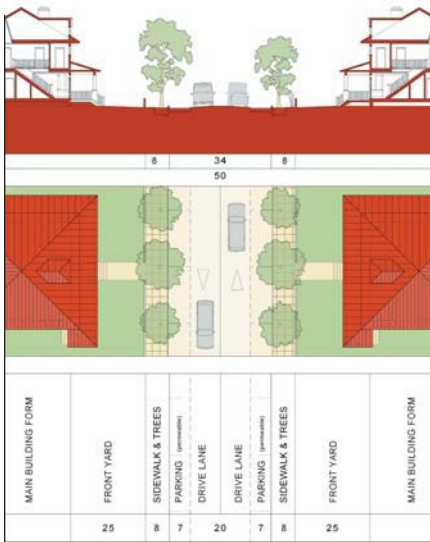 8 34 8
50
MAIN BUILDING FORM
FRONT YARD
SIDEWALK & TREES
PARKING (permeable)
DRIVE LANE
DRIVE LANE
PARKING (permeable)
SIDEWALK & TREES
FRONT YARD
MAIN BUILDING FORM
25 8 7 20 7 8 25